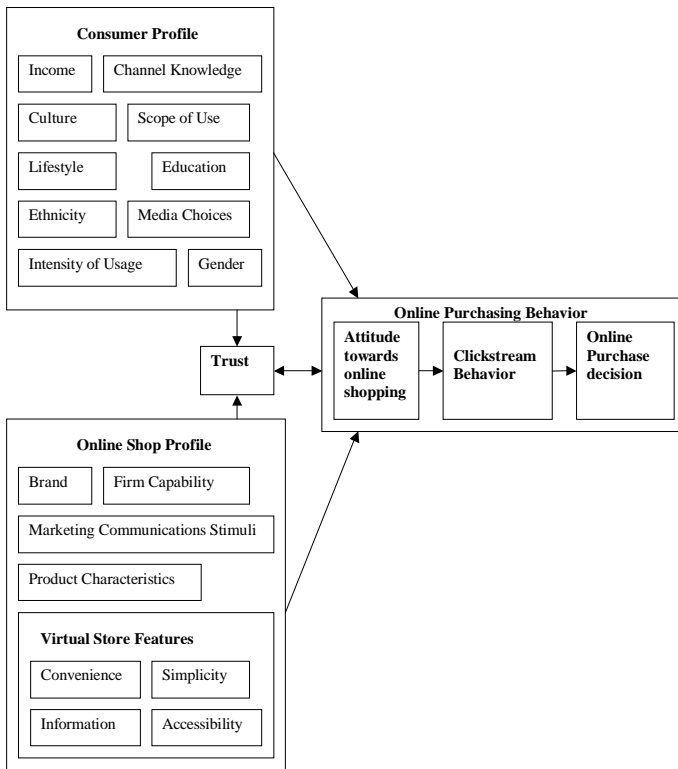 Consumer Profile
Income
Channel Knowledge
Culture
Scope of Use
Lifestyle
Education
Ethnicity
Media Choices
Intensity of Usage
Gender
Trust
Online Purchasing Behavior
Attitude
towards
online
shopping
Clickstream
Behavior
Online
Purchase
decision
Online Shop Profile
Brand
Firm Capability
Marketing Communications Stimuli
Product Characteristics
Virtual Store Features
Convenience
Simplicity
Information
Accessibility